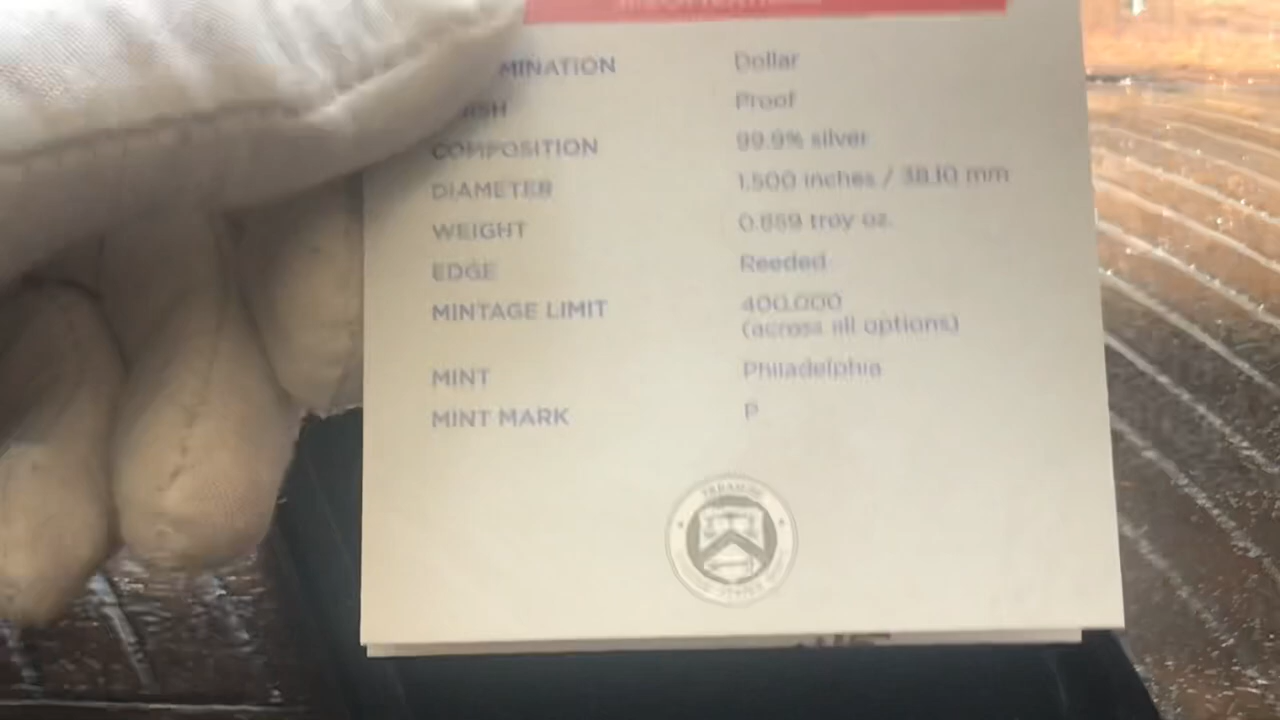 MINATION Dollar
ISH Proof
COMPOSITION 99.9% silver
DIAMETER 1.500 inches / 38.10 mm
WEIGHT 0.859 troy oz.
EDGE Reeded
MINTAGE LIMIT 400,000
(across all options)
MINT Philadelphia
MINT MARK P